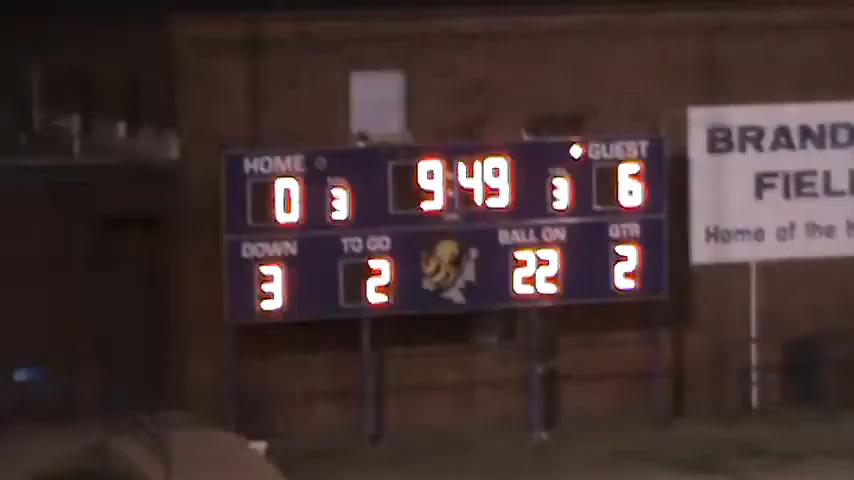 HOME GUEST
0 3 9:49 3 6
DOWN TO GO BALL ON QTR
3 2 22 2
BRAND
FIEL
Home of the